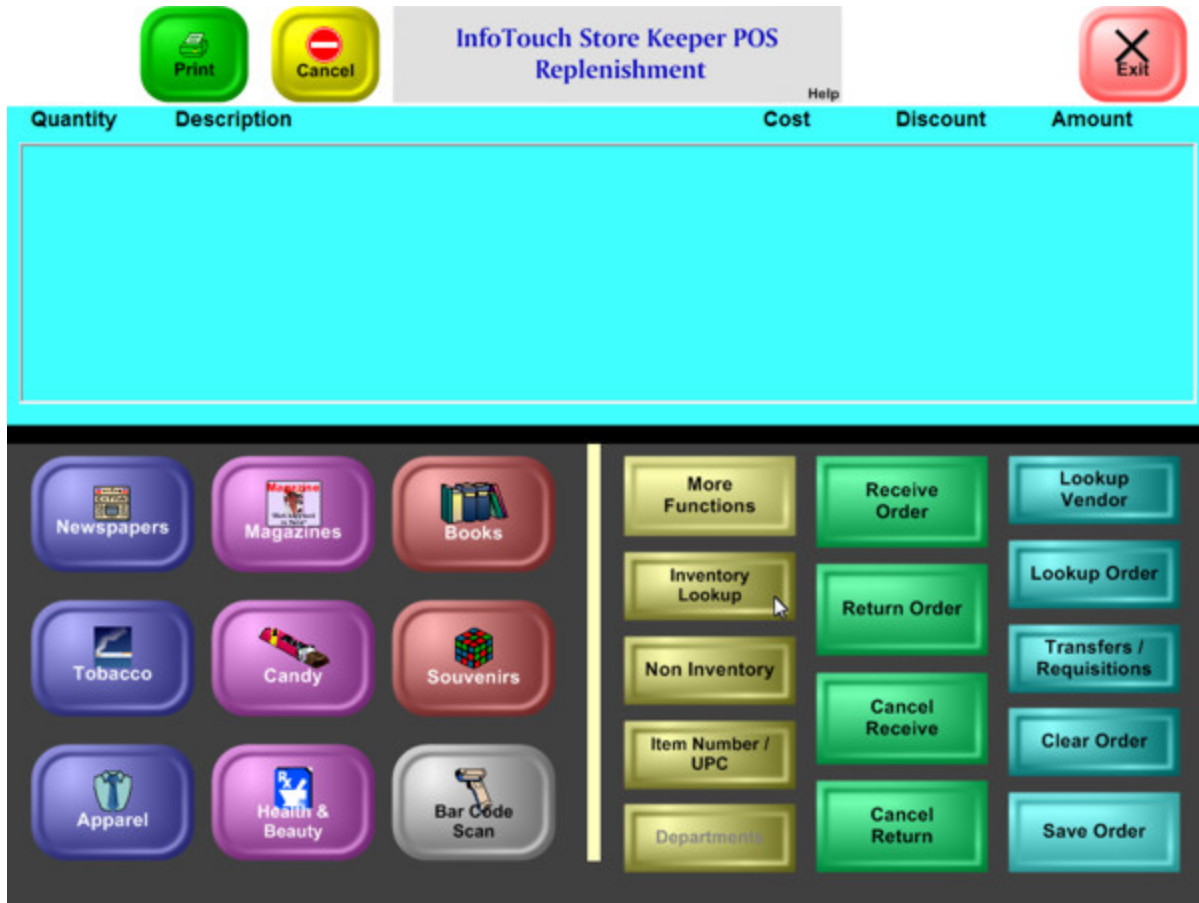 Print
Cancel
InfoTouch Store Keeper POS
Replenishment
Help
Exit
Quantity Description Cost Discount Amount
Newspapers
Magazine
Magazines
Books
Tobacco
Candy
Souvenirs
Apparel
Rx
Health &
Beauty
Bar Code
Scan
More
Functions
Inventory
Lookup
Non Inventory
Item Number /
UPC
Departments
Receive
Order
Return Order
Cancel
Receive
Cancel
Return
Lookup
Vendor
Lookup Order
Transfers /
Requisitions
Clear Order
Save Order